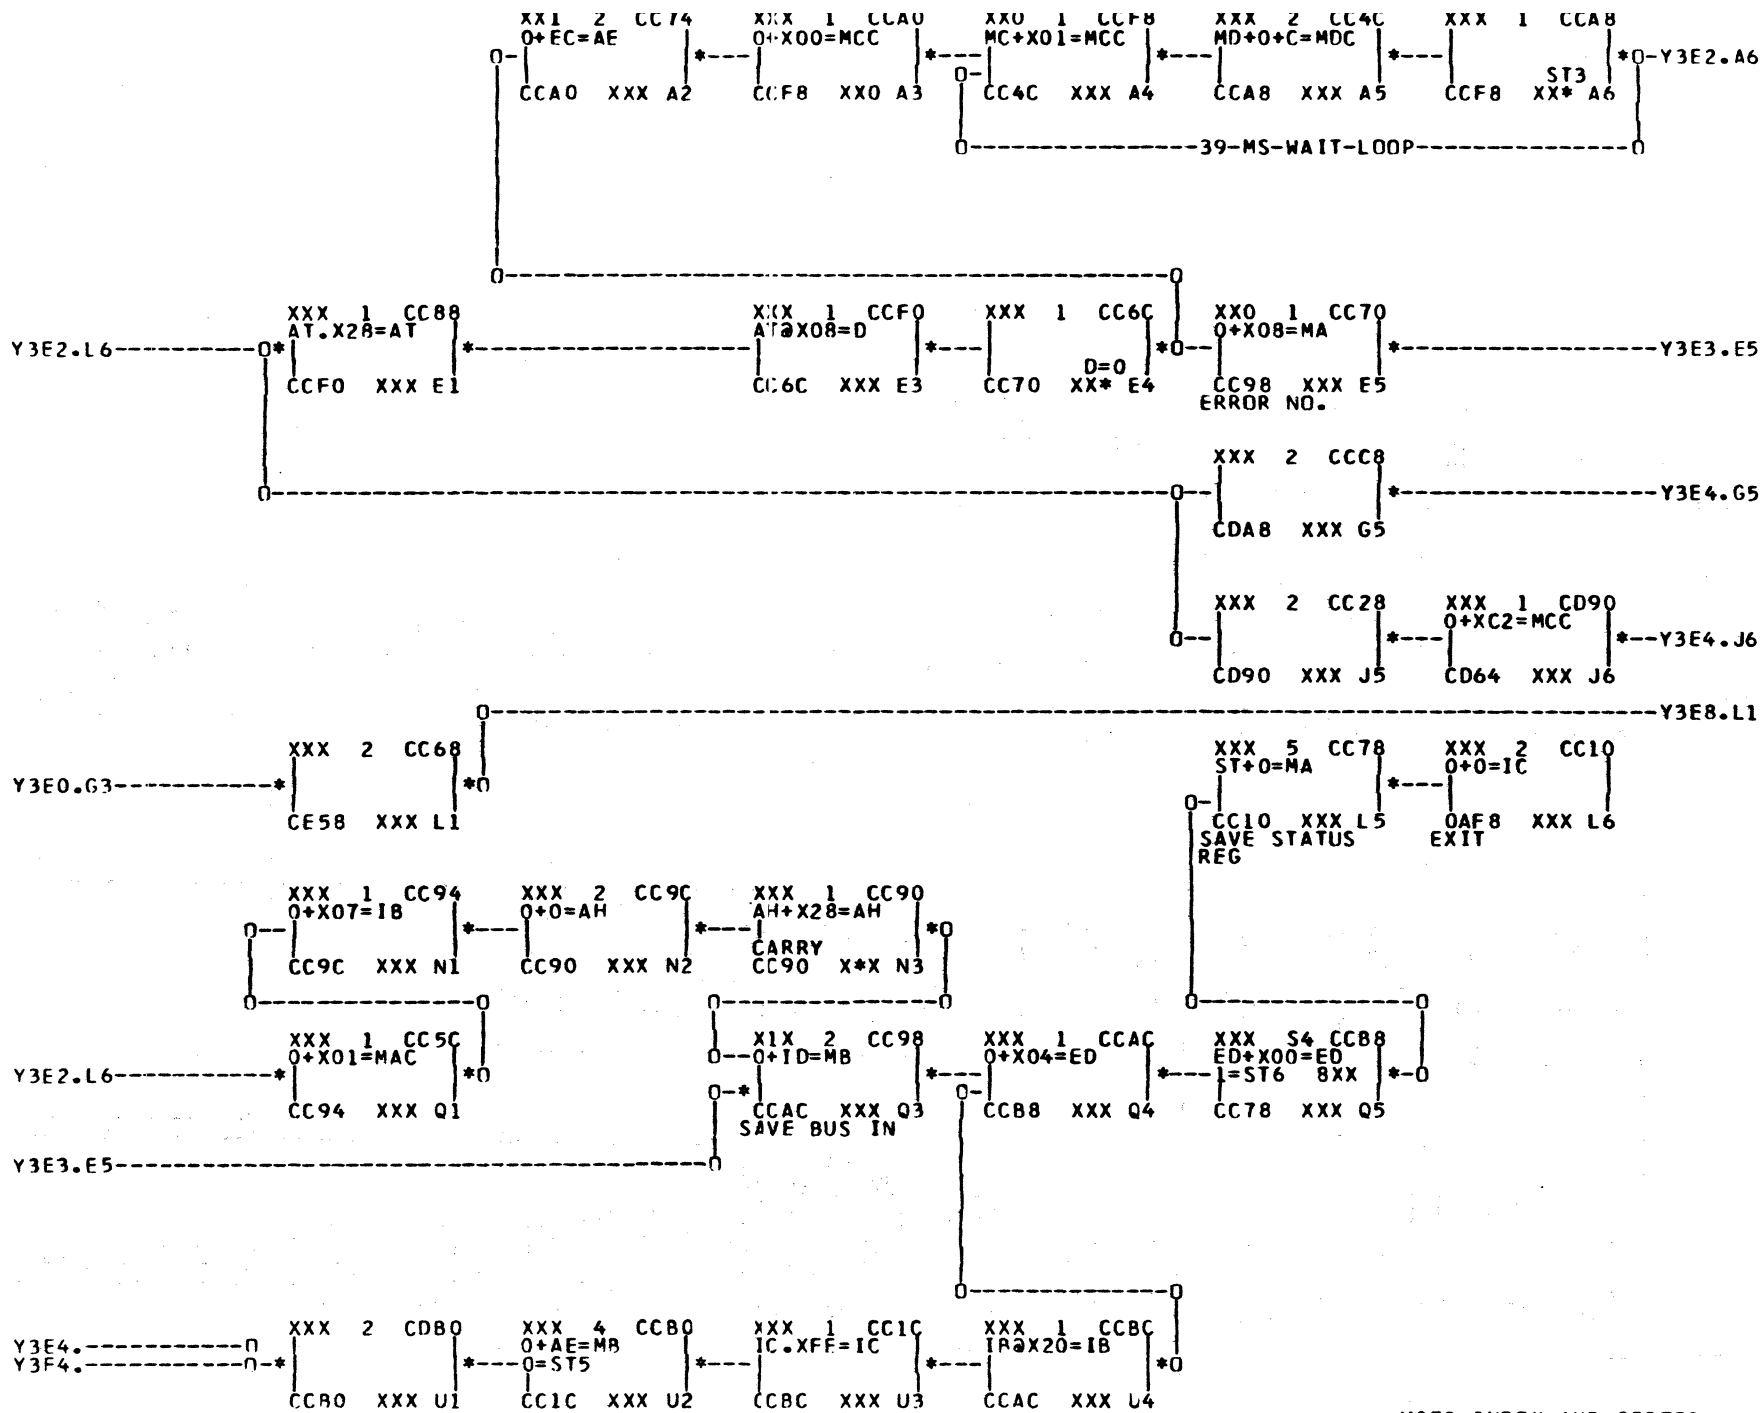 XX1 2 CC74 XXX 1 CCA0 XX0 1 CCF8 XXX 2 CC4C XXX 1 CCA8
0+EC=AE 0+X00=MCC MC+X01=MCC MD+0+C=MDC
O- *--- *--- *--- *--- *O-Y3E2.A6
O- ST3
CCA0 XXX A2 CCF8 XX0 A3 CC4C XXX A4 CCA8 XXX A5 CCF8 XX* A6
O-------------39-MS-WAIT-LOOP-------------O
O--------------------------------O
XXX 1 CC88 XXX 1 CCF0 XXX 1 CC6C XX0 1 CC70
AT.X28=AT AT@X08=D 0+X08=MA
Y3E2.L6---------O* *---------------- *--- *O-- *----------------Y3E3.E5
D=0
CCF0 XXX E1 CC6C XXX E3 CC70 XX* E4 CC98 XXX E5
ERROR NO.
XXX 2 CCC8
O-------------------------------O-- *----------------Y3E4.G5
CDA8 XXX G5
XXX 2 CC28 XXX 1 CD90
0+XC2=MCC
O-- *--- *--Y3E4.J6
CD90 XXX J5 CD64 XXX J6
O----------------------------------------Y3E8.L1
XXX 2 CC68 XXX 5 CC78 XXX 2 CC10
ST+0=MA 0+0=IC
Y3E0.G3----------* *O *---
O-
CE58 XXX L1 CC10 XXX L5 0AF8 XXX L6
SAVE STATUS EXIT
REG
XXX 1 CC94 XXX 2 CC9C XXX 1 CC90
0+X07=IB 0+0=AH AH+X28=AH
O-- *--- *--- *O
CARRY
CC9C XXX N1 CC90 XXX N2 CC90 X*X N3
O---------------O O---------------O O---------------O
XXX 1 CC5C X1X 2 CC98 XXX 1 CCAC XXX S4 CCB8
0+X01=MAC O--0+ID=MB 0+X04=ED ED+X00=ED
Y3E2.L6----------* *O *--- *---1=ST6 8XX *-O
O-* O-
CC94 XXX Q1 CCAC XXX Q3 CCB8 XXX Q4 CC78 XXX Q5
SAVE BUS IN
Y3E3.E5-----------------------------------O
O--------------O
XXX 2 CDB0 XXX 4 CCB0 XXX 1 CC1C XXX 1 CCBC
Y3E4.----------O 0+AE=MB IC.XFF=IC IB@X20=IB
Y3F4.----------O-* *---0=ST5 *--- *--- *O
CCB0 XXX U1 CC1C XXX U2 CCBC XXX U3 CCAC XXX U4